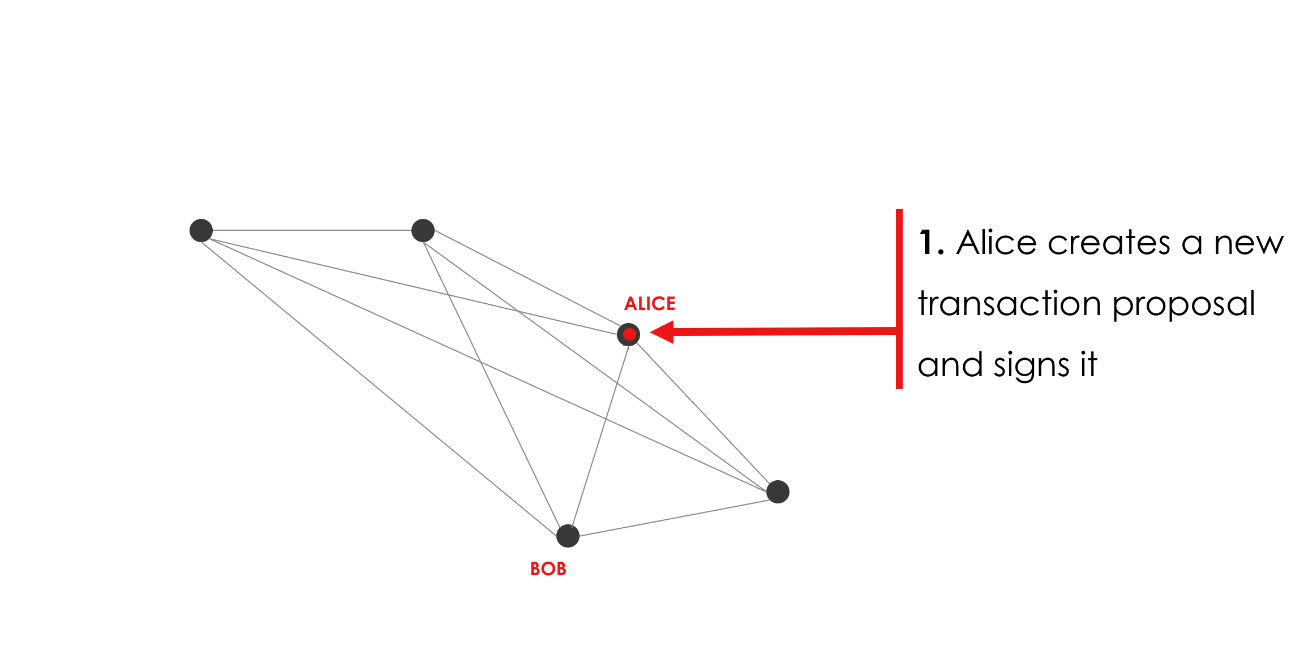 ALICE
1. Alice creates a new
transaction proposal
and signs it
BOB